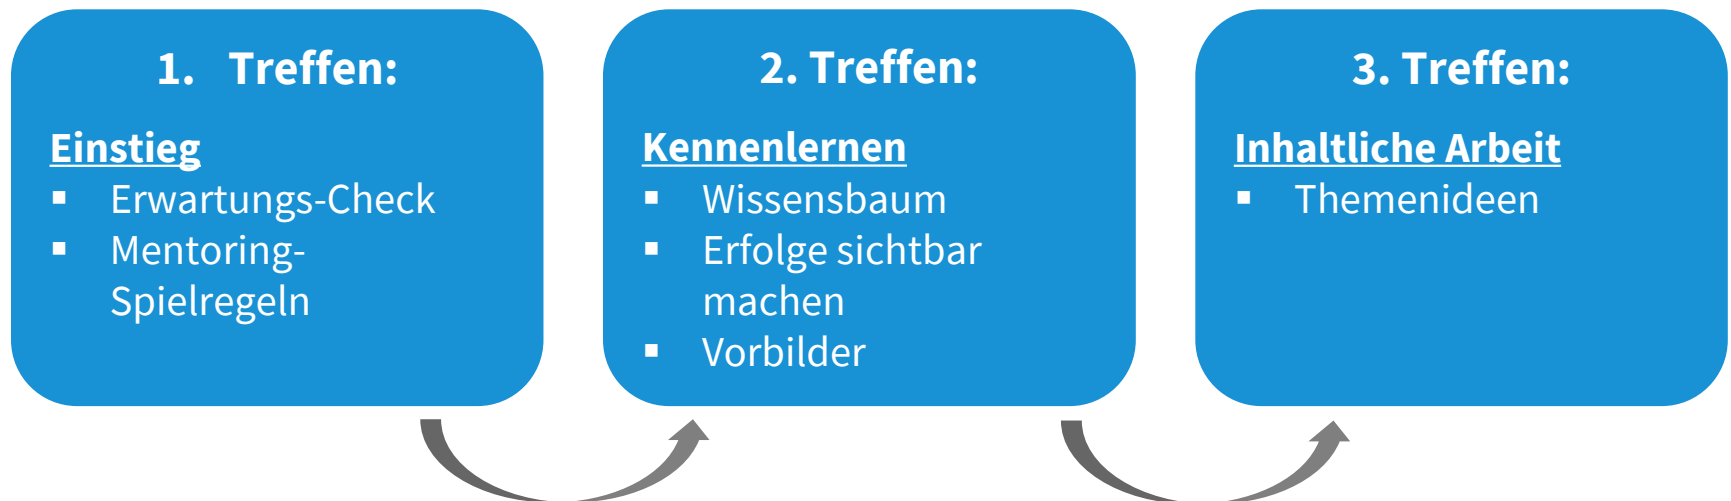 1. Treffen:
Einstieg
▪ Erwartungs-Check
▪ Mentoring-
Spielregeln
2. Treffen:
Kennenlernen
▪ Wissensbaum
▪ Erfolge sichtbar
machen
▪ Vorbilder
3. Treffen:
Inhaltliche Arbeit
▪ Themenideen